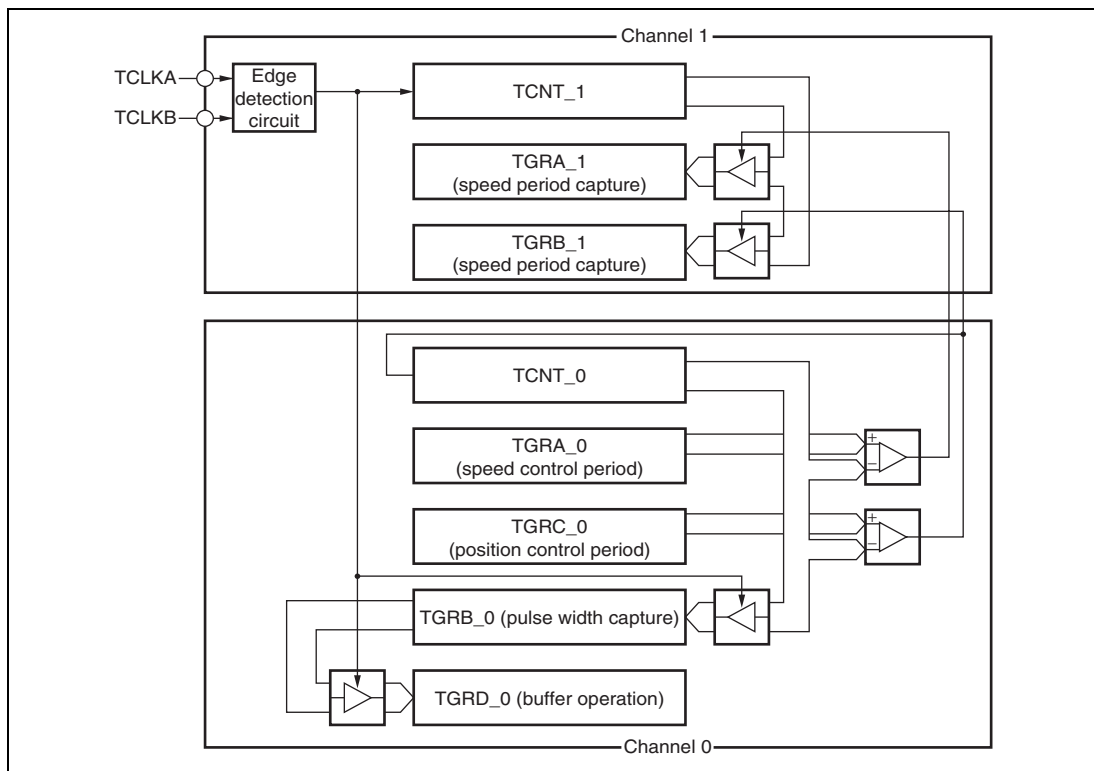 Channel 1
TCLKA
TCLKB
Edge
detection
circuit
TCNT_1
TGRA_1
(speed period capture)
TGRB_1
(speed period capture)
TCNT_0
TGRA_0
(speed control period)
+
−
TGRC_0
(position control period)
+
−
TGRB_0 (pulse width capture)
TGRD_0 (buffer operation)
Channel 0